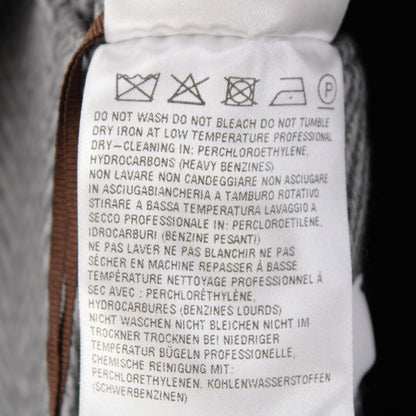 P
DO NOT WASH DO NOT BLEACH DO NOT TUMBLE
DRY IRON AT LOW TEMPERATURE PROFESSIONAL
DRY-CLEANING IN: PERCHLOROETHYLENE,
HYDROCARBONS (HEAVY BENZINES)
NON LAVARE NON CANDEGGIARE NON ASCIUGARE
IN ASCIUGABIANCHERIA A TAMBURO ROTATIVO
STIRARE A BASSA TEMPERATURA LAVAGGIO A
SECCO PROFESSIONALE IN: PERCLOROETILÈNE,
IDROCARBURI (BENZINE PESANTI)
NE PAS LAVER NE PAS BLANCHIR NE PAS
SÉCHER EN MACHINE REPASSER À BASSE
TEMPÉRATURE NETTOYAGE PROFESSIONNEL À
SEC AVEC : PERCHLORÉTHYLÈNE,
HYDROCARBURES (BENZINES LOURDS)
NICHT WASCHEN NICHT BLEICHEN NICHT IM
TROCKNER TROCKNEN BEI NIEDRIGER
TEMPERATUR BÜGELN PROFESSIONELLE,
CHEMISCHE REINIGUNG MIT:
PERCHLORETHYLENEN, KOHLENWASSERSTOFFEN
(SCHWERBENZINEN)